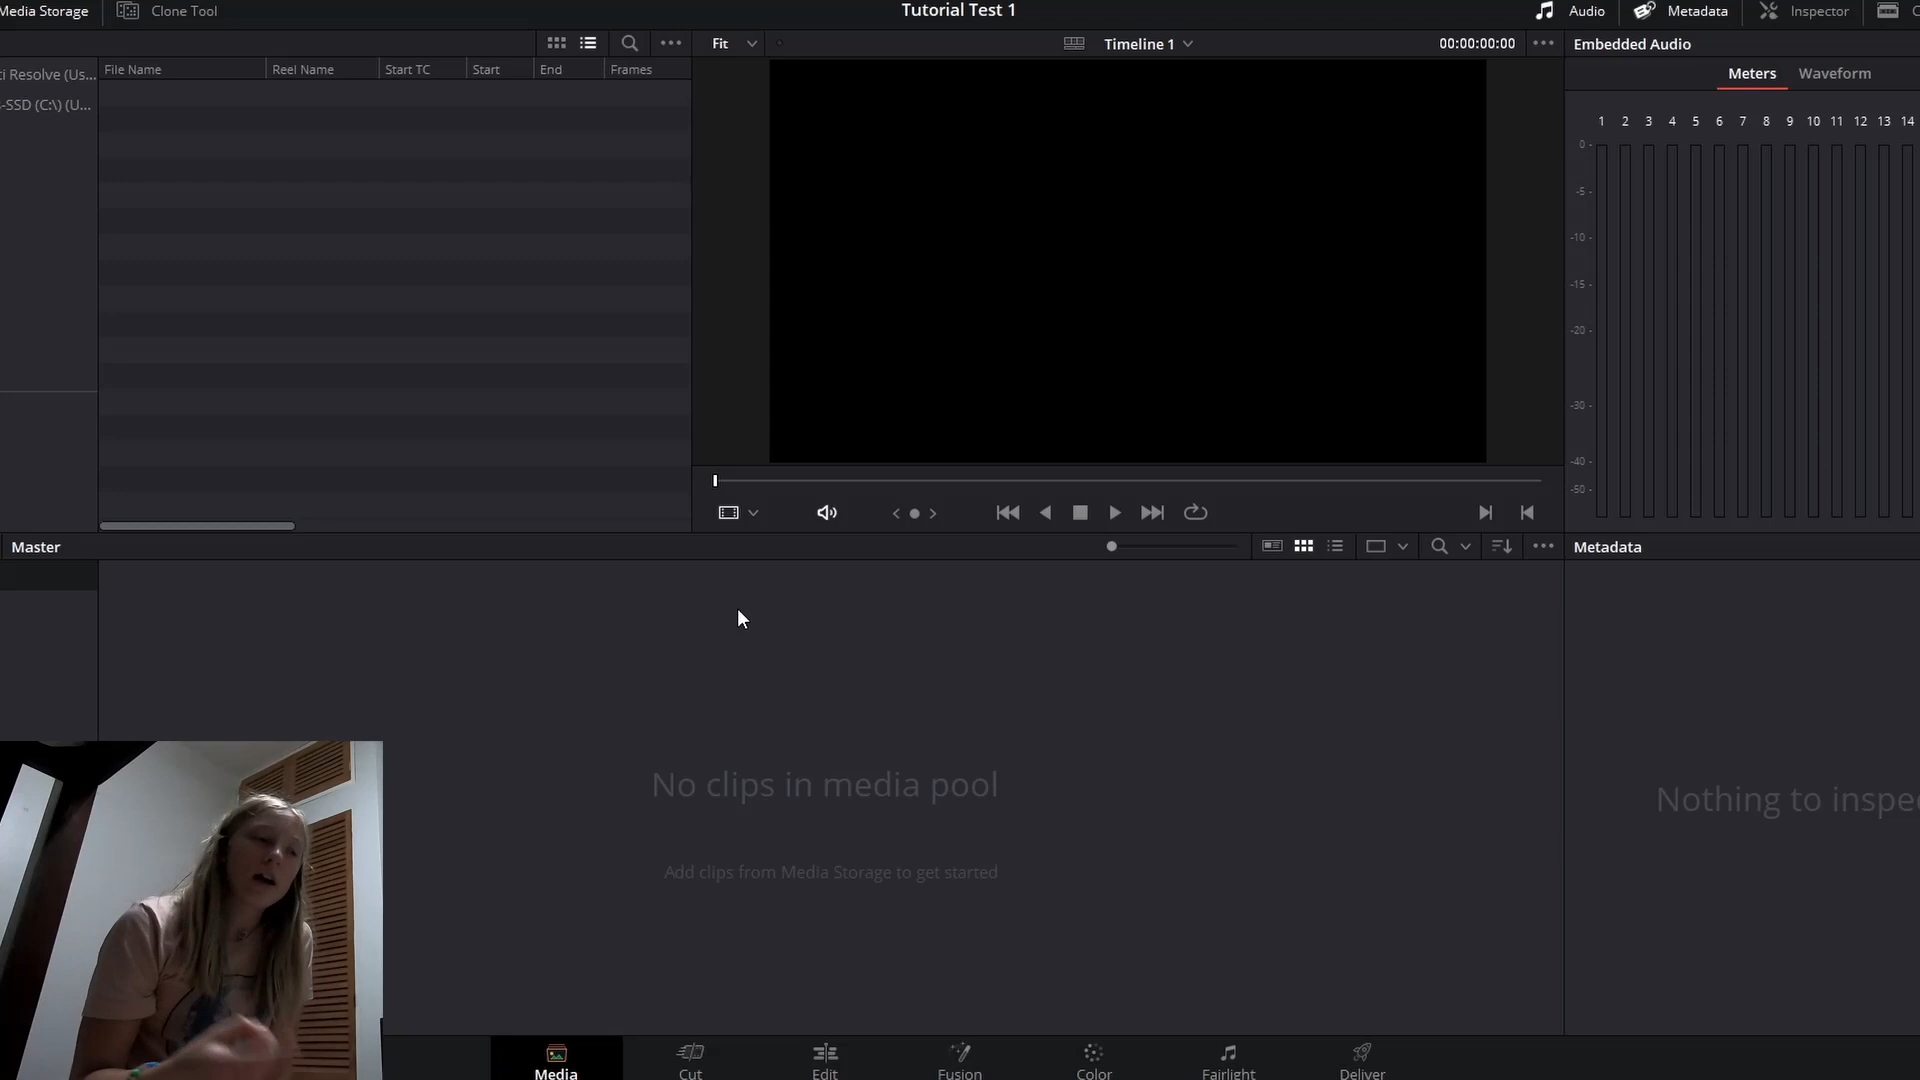 Media Storage
Clone Tool
Tutorial Test 1
Audio
Metadata
Inspector
Fit
Timeline 1
00:00:00:00
Embedded Audio
File Name
Reel Name
Start TC
Start
End
Frames
ci Resolve (Us...
-SSD (C:\) (U...
Meters
Waveform
1 2 3 4 5 6 7 8 9 10 11 12 13 14
0 -
-5 -
-10 -
-15 -
-20 -
-30 -
-40 -
-50 -
Master
Metadata
No clips in media pool
Add clips from Media Storage to get started
Nothing to inspec
Media
Cut
Edit
Fusion
Color
Fairlight
Deliver